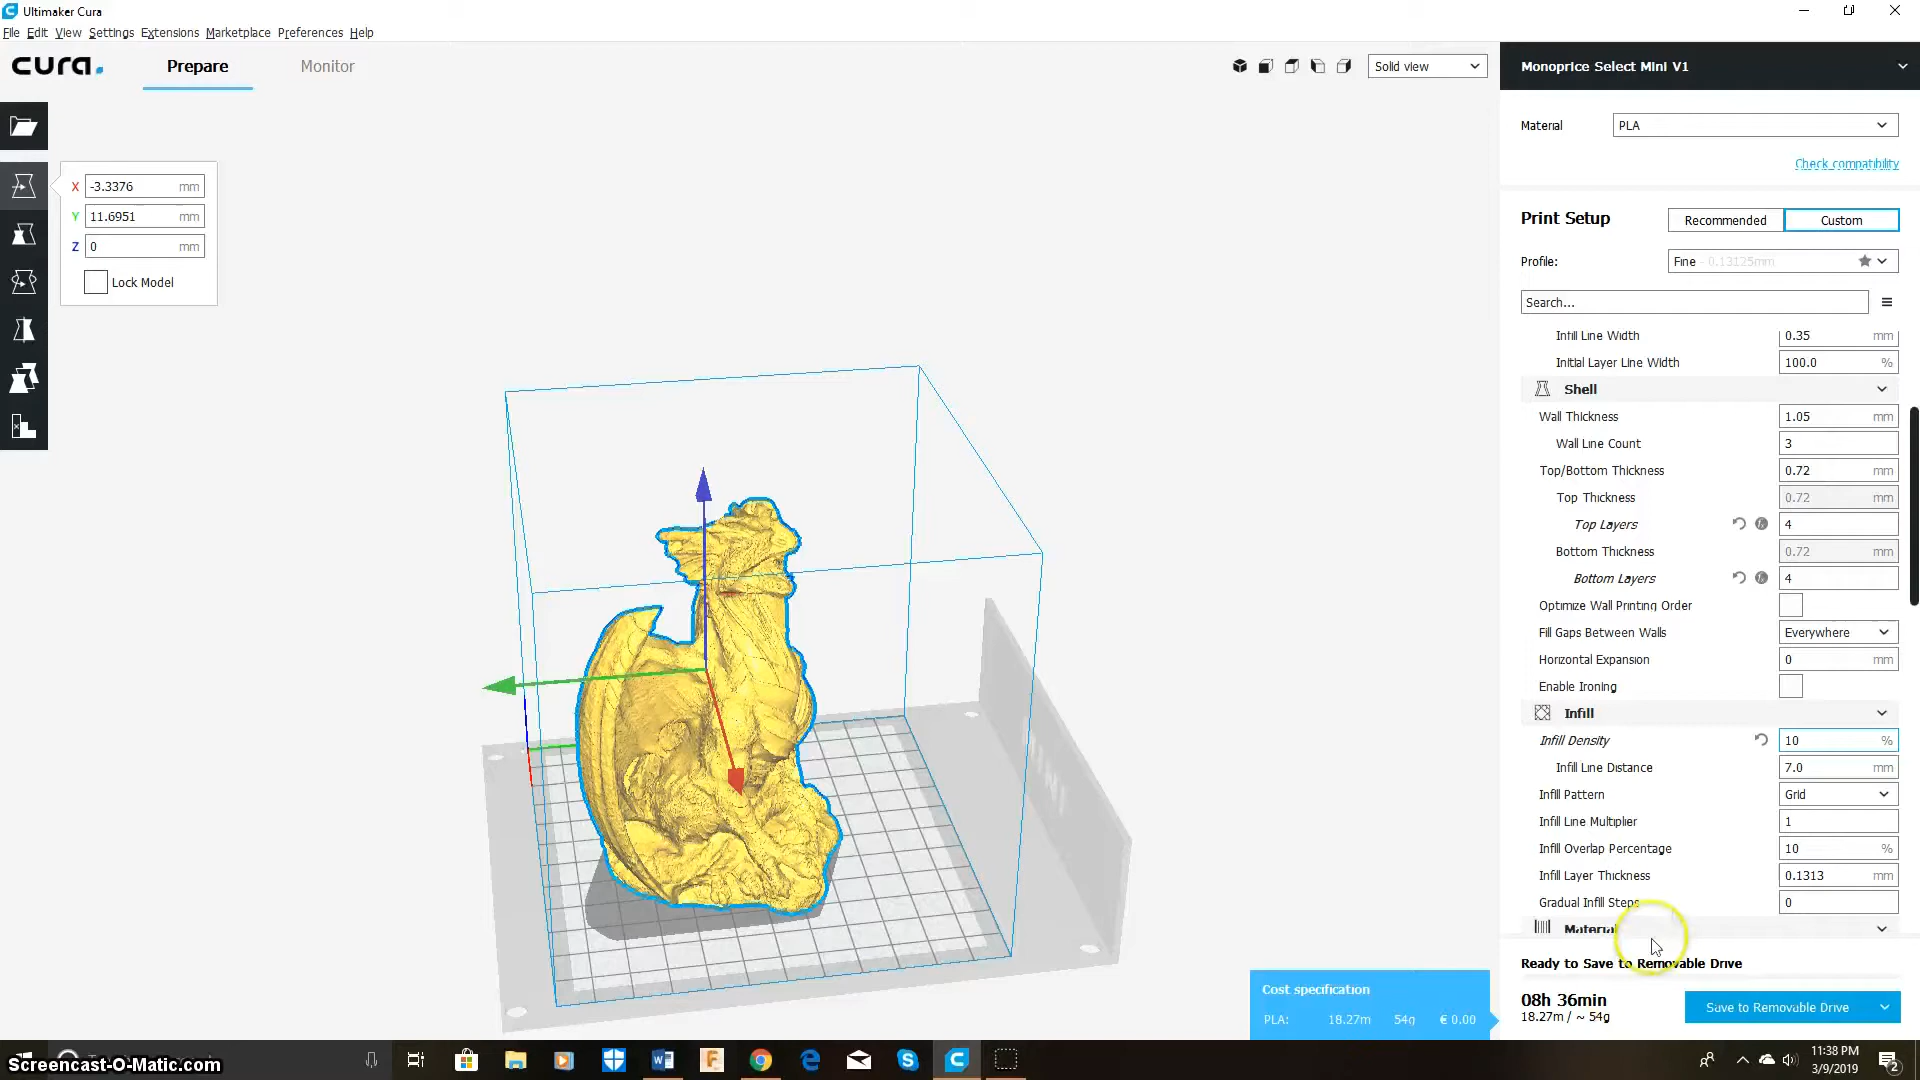 Ultimaker Cura
File Edit View Settings Extensions Marketplace Preferences Help
cura.
Prepare
Monitor
Solid view
Monoprice Select Mini V1
X -3.3376 mm
Y 11.6951 mm
Z 0 mm
Lock Model
Material PLA
Check compatibility
Print Setup Recommended Custom
Profile: Fine - 0.13125mm
Search...
Infill Line Width 0.35 mm
Initial Layer Line Width 100.0 %
Shell
Wall Thickness 1.05 mm
Wall Line Count 3
Top/Bottom Thickness 0.72 mm
Top Thickness 0.72 mm
Top Layers 4
Bottom Thickness 0.72 mm
Bottom Layers 4
Optimize Wall Printing Order
Fill Gaps Between Walls Everywhere
Horizontal Expansion 0 mm
Enable Ironing
Infill
Infill Density 10 %
Infill Line Distance 7.0 mm
Infill Pattern Grid
Infill Line Multiplier 1
Infill Overlap Percentage 10 %
Infill Layer Thickness 0.1313 mm
Gradual Infill Steps 0
Material
Ready to Save to Removable Drive
08h 36min
18.27m / ~ 54g
Save to Removable Drive
Cost specification
PLA: 18.27m 54g € 0.00
Screencast-O-Matic.com
11:38 PM
3/9/2019
2